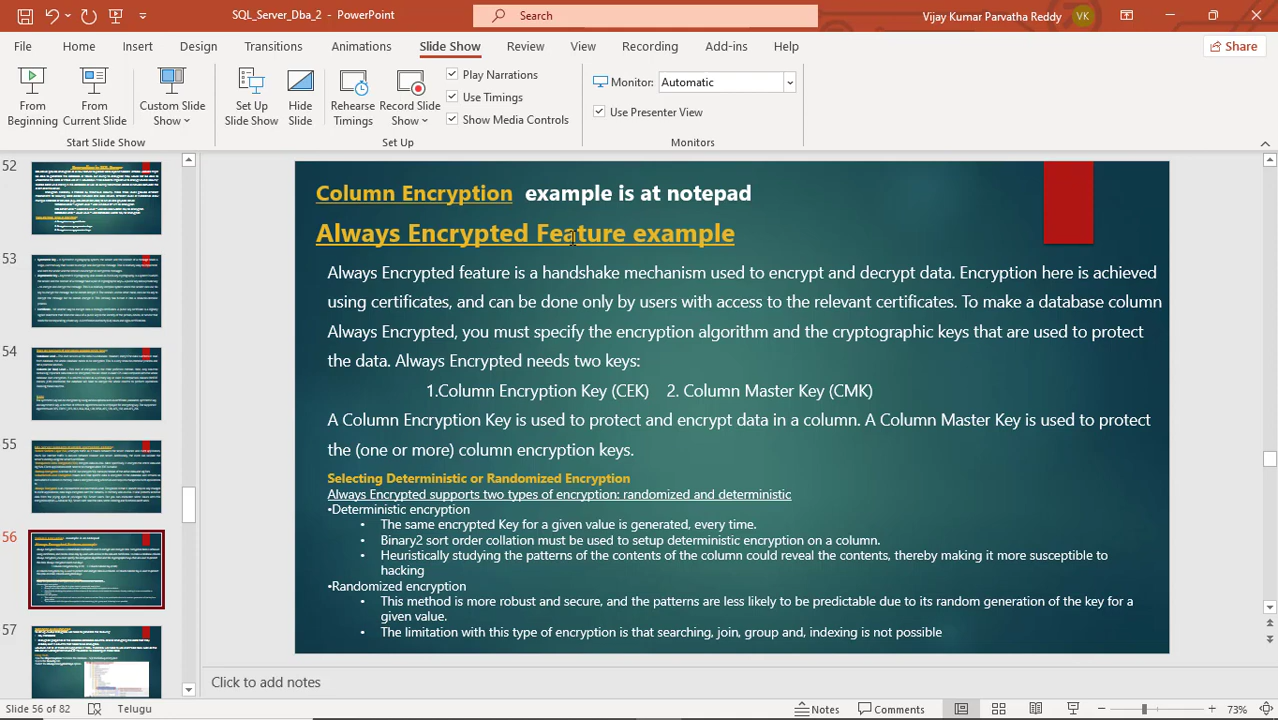 SQL_Server_Dba_2 - PowerPoint
Search
Vijay Kumar Parvatha Reddy
VK
File
Home
Insert
Design
Transitions
Animations
Slide Show
Review
View
Recording
Add-ins
Help
Share
From Beginning
From Current Slide
Custom Slide Show
Set Up Slide Show
Hide Slide
Rehearse Timings
Record Slide Show
Play Narrations
Use Timings
Show Media Controls
Monitor:
Automatic
Use Presenter View
Start Slide Show
Set Up
Monitors
52
53
54
55
56
57
Column Encryption - example is at notepad
Always Encrypted Feature example
Always Encrypted feature is a handshake mechanism used to encrypt and decrypt data. Encryption here is achieved
using certificates, and can be done only by users with access to the relevant certificates. To make a database column
Always Encrypted, you must specify the encryption algorithm and the cryptographic keys that are used to protect
the data. Always Encrypted needs two keys:
1.Column Encryption Key (CEK) 2. Column Master Key (CMK)
A Column Encryption Key is used to protect and encrypt data in a column. A Column Master Key is used to protect
the (one or more) column encryption keys.
Selecting Deterministic or Randomized Encryption
Always Encrypted supports two types of encryption: randomized and deterministic
•Deterministic encryption
• The same encrypted Key for a given value is generated, every time.
• Binary2 sort order collation must be used to setup deterministic encryption on a column.
• Heuristically studying the patterns of the contents of the column could reveal the contents, thereby making it more susceptible to
hacking
•Randomized encryption
• This method is more robust and secure, and the patterns are less likely to be predictable due to its random generation of the key for a
given value.
• The limitation with this type of encryption is that searching, join, group and indexing is not possible
Click to add notes
Slide 56 of 82
Telugu
Notes
Comments
73%